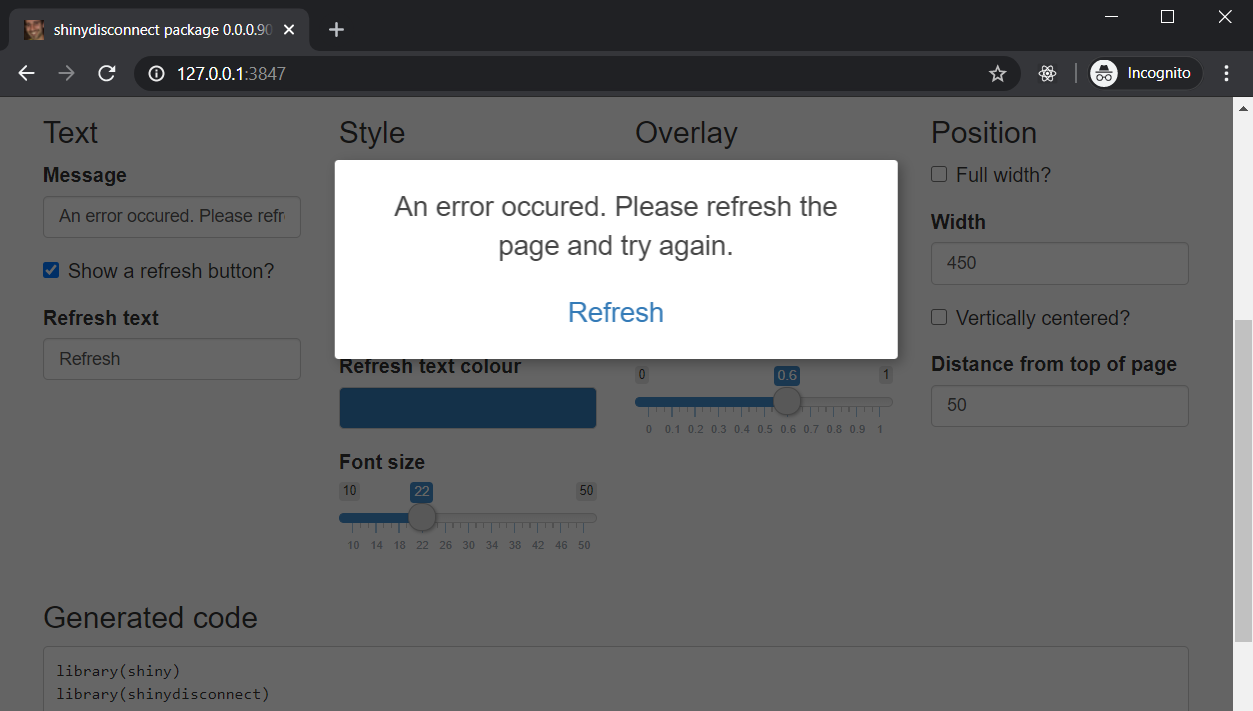 shinydisconnect package 0.0.0.90
127.0.0.1:3847
Incognito
Text
Message
An error occured. Please refr
Show a refresh button?
Refresh text
Refresh
Style
Refresh text colour
Font size
10
22
50
10 14 18 22 26 30 34 38 42 46 50
Overlay
0
0.6
1
0 0.1 0.2 0.3 0.4 0.5 0.6 0.7 0.8 0.9 1
Position
Full width?
Width
450
Vertically centered?
Distance from top of page
50
An error occured. Please refresh the
page and try again.
Refresh
Generated code
library(shiny)
library(shinydisconnect)